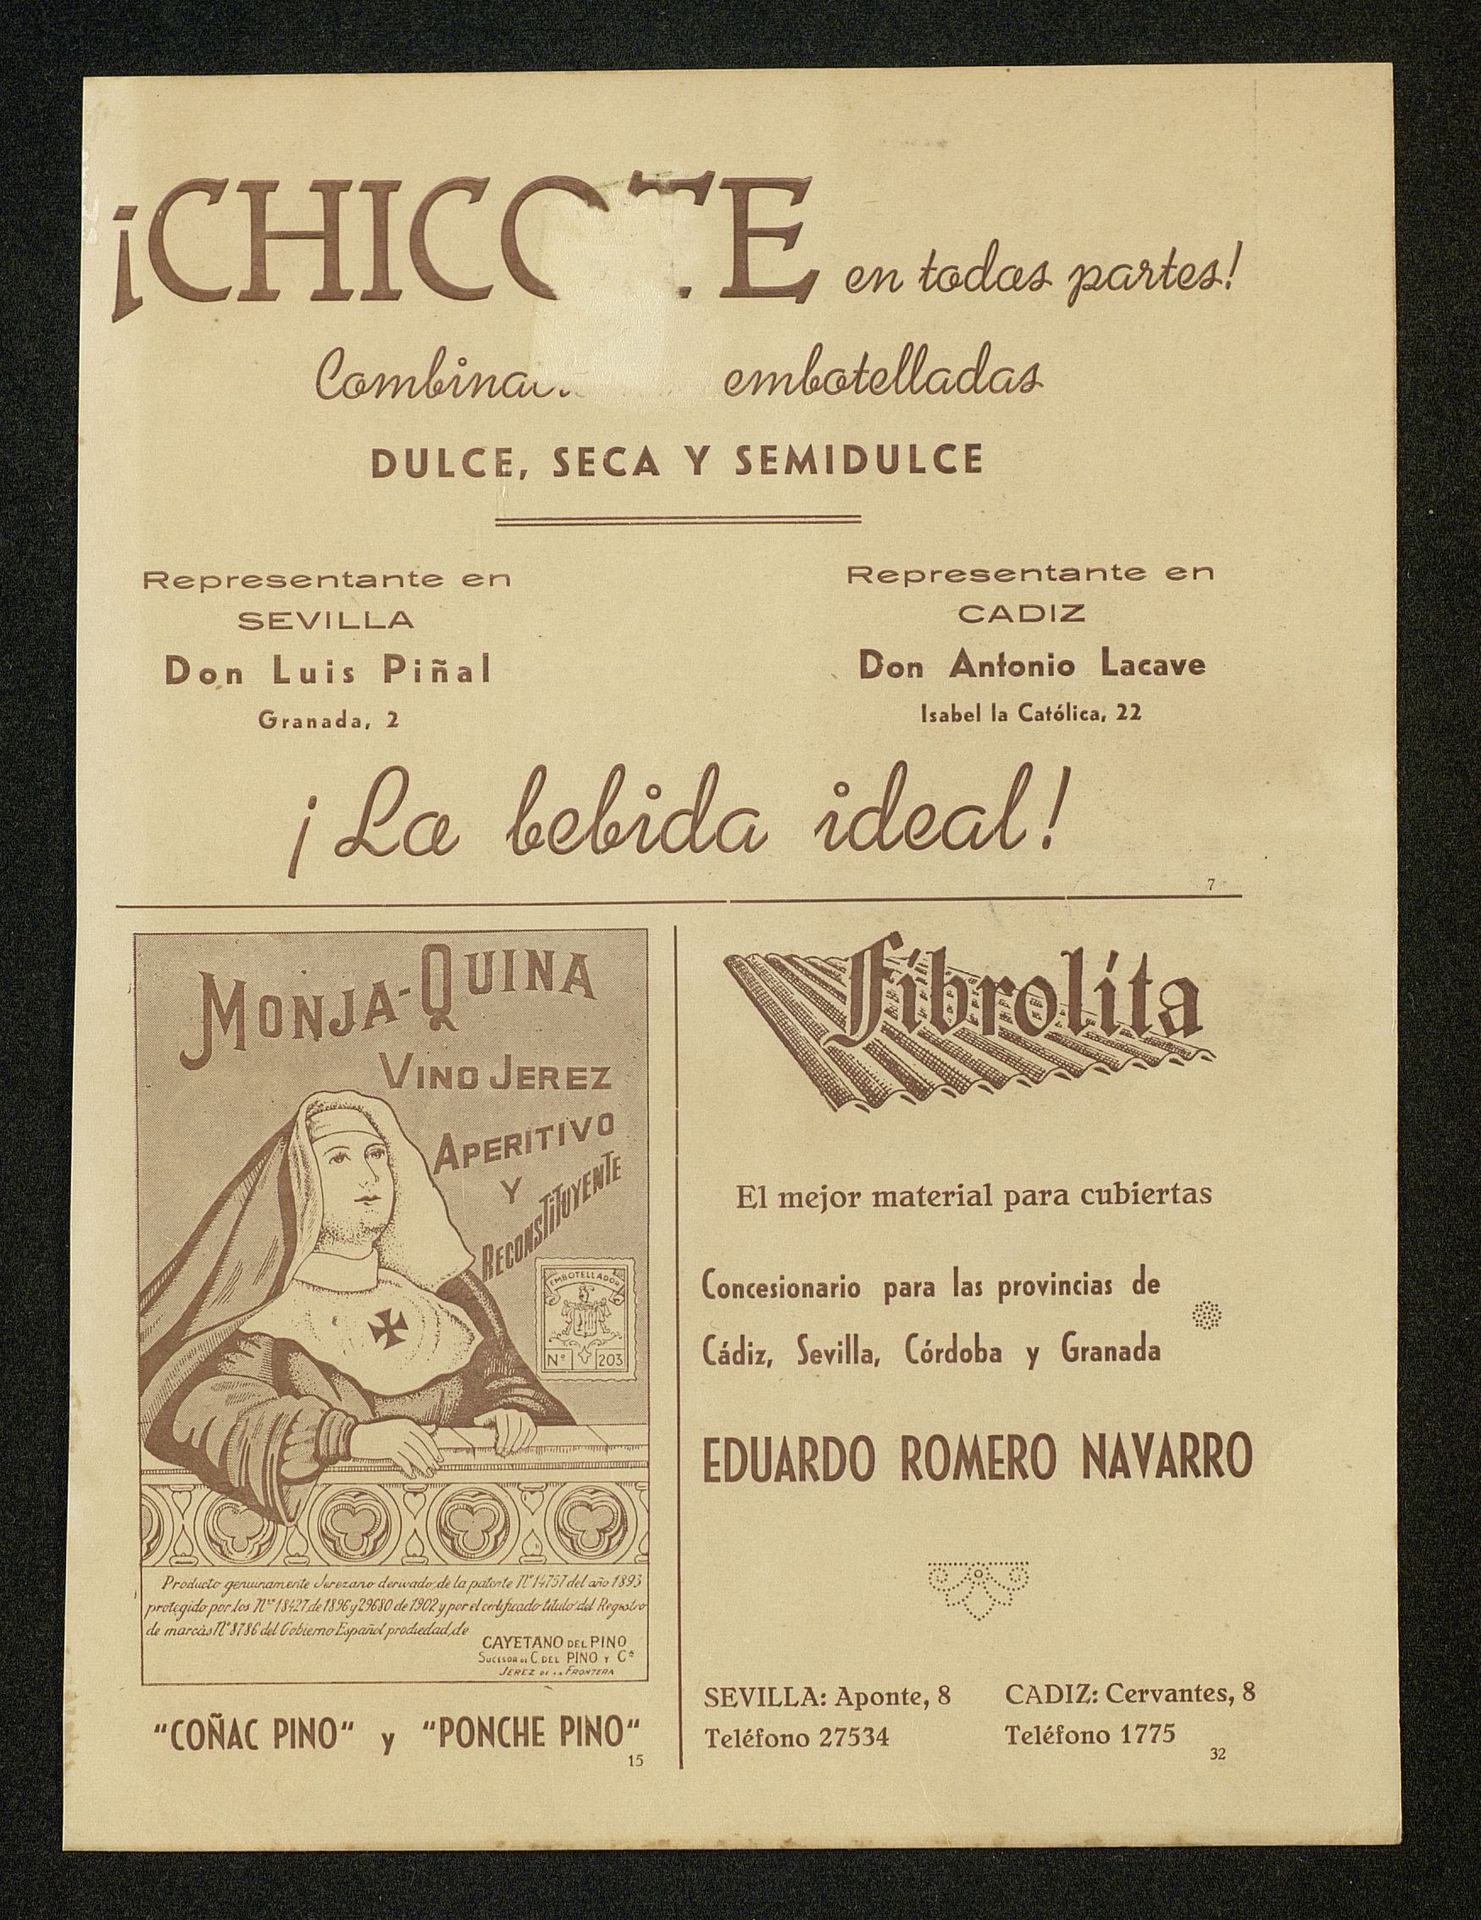 ¡CHICOTE en todas partes!
embotelladas
DULCE, SECA Y SEMIDULCE
Representante en
SEVILLA
Don Luis Piñal
Granada, 2
Representante en
CADIZ
Don Antonio Lacave
Isabel la Católica, 22
¡La bebida ideal!
7
MONJA-QUINA
VINO JEREZ
APERITIVO
Y
RECONSTITUYENTE
EMBOTELLADOR
Nº 203
Producto genuinamente Jerezano derivado, de la patente Nº 14757 del año 1893
protegido por los Nos 18427 de 1896 y 29680 de 1902 y por el certificado titulo del Registro
de marcas Nº 8786 del Gobierno Español prodiedad, de
CAYETANO DEL PINO
SUCESOR DE C DEL PINO Y Cª
JEREZ DE LA FRONTERA
"COÑAC PINO" y "PONCHE PINO"
15
Fibrolita
El mejor material para cubiertas
Concesionario para las provincias de
Cádiz, Sevilla, Córdoba y Granada
EDUARDO ROMERO NAVARRO
SEVILLA: Aponte, 8
Teléfono 27534
CADIZ: Cervantes, 8
Teléfono 1775
32